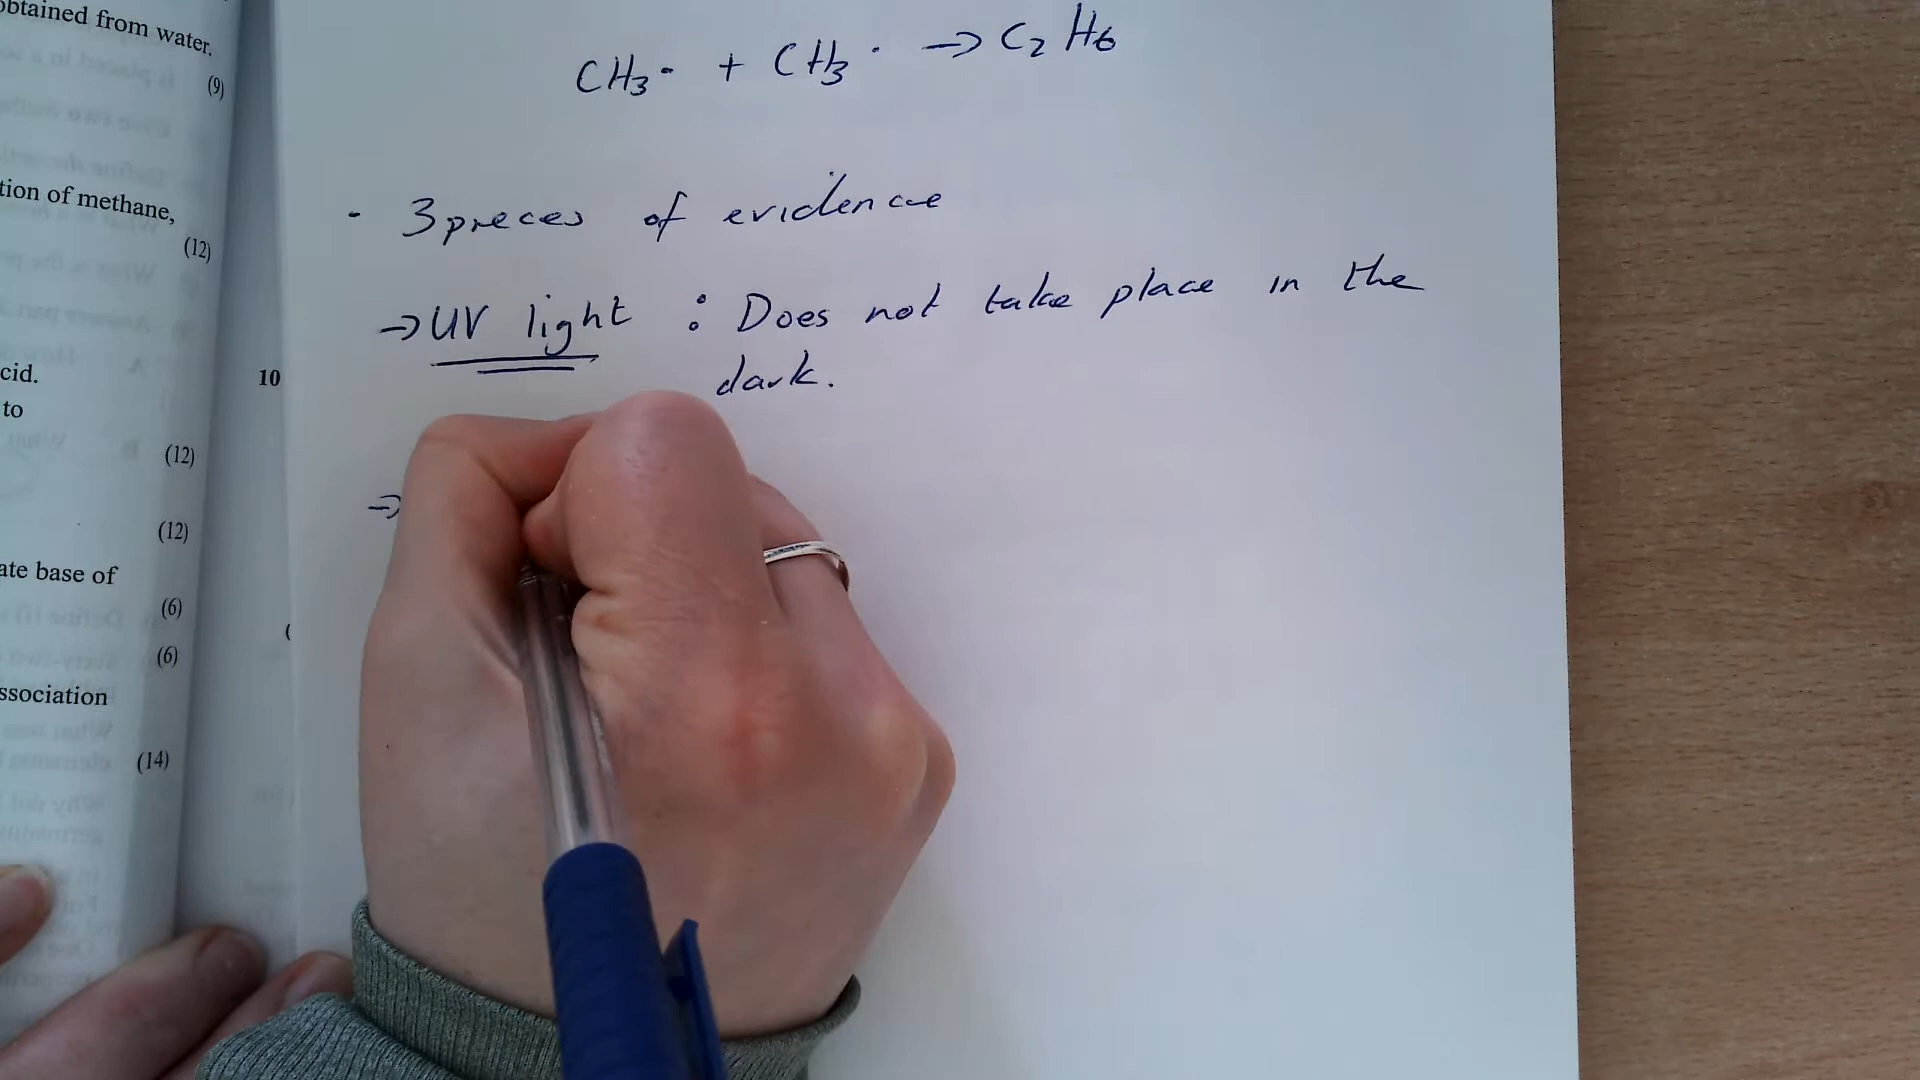 obtained from water.
(9)
tion of methane,
(12)
cid.
to
(12)
(12)
ate base of
(6)
(6)
ssociation
(14)
10
(
CH₃· + CH₃· → C₂H₆
- 3 pieces of evidence
→ UV light : Does not take place in the
dark.
→